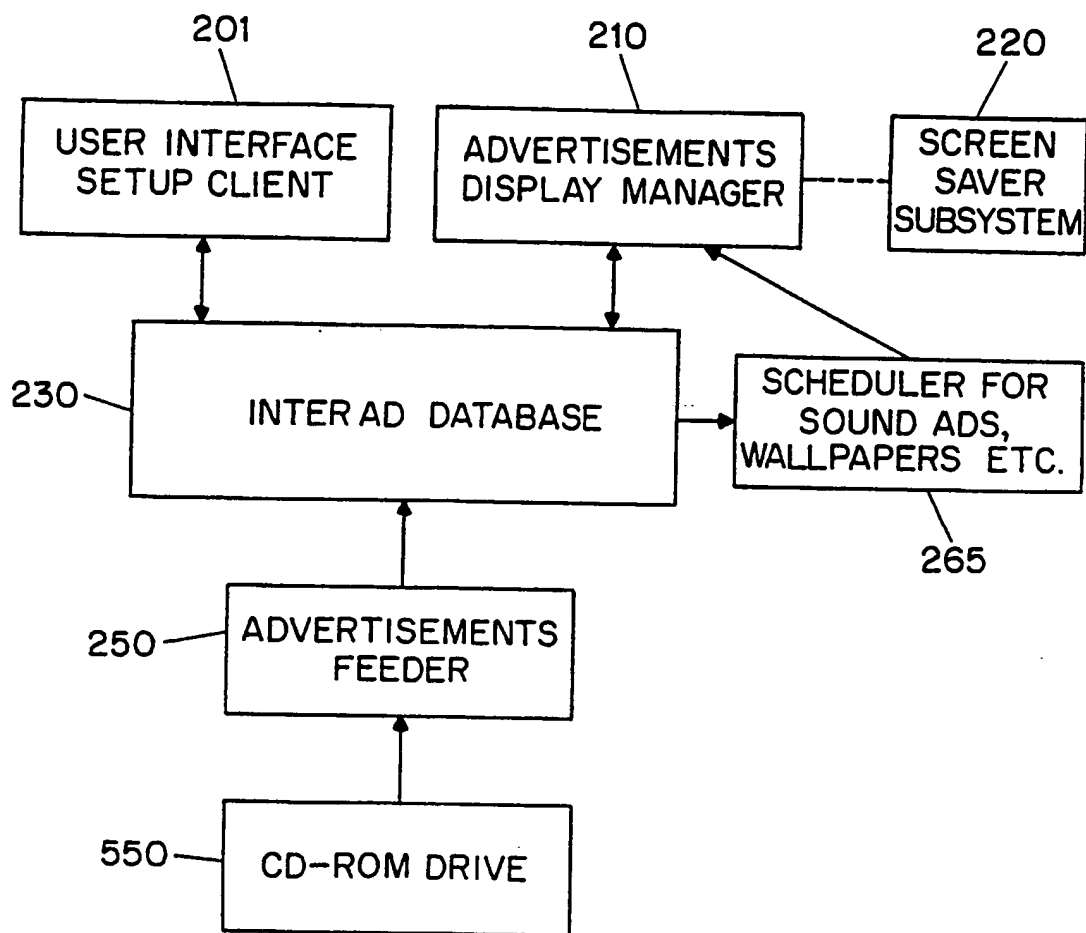 201
210
220
USER INTERFACE
SETUP CLIENT
ADVERTISEMENTS
DISPLAY MANAGER
SCREEN
SAVER
SUBSYSTEM
230
INTER AD DATABASE
SCHEDULER FOR
SOUND ADS,
WALLPAPERS ETC.
265
250
ADVERTISEMENTS
FEEDER
550
CD-ROM DRIVE